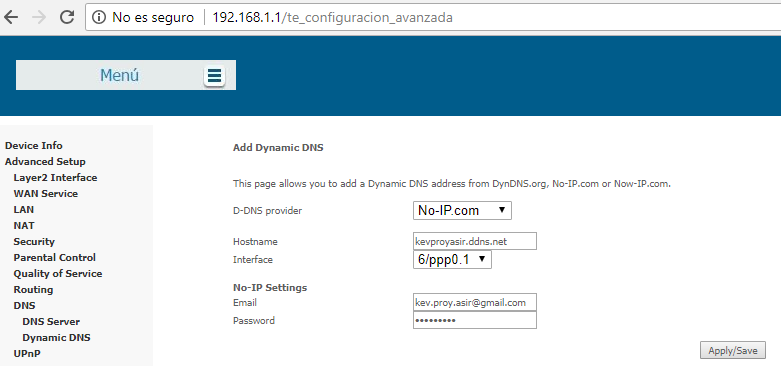 No es seguro 192.168.1.1/te_configuracion_avanzada
Menú
Device Info
Advanced Setup
Layer2 Interface
WAN Service
LAN
NAT
Security
Parental Control
Quality of Service
Routing
DNS
DNS Server
Dynamic DNS
UPnP
Add Dynamic DNS
This page allows you to add a Dynamic DNS address from DynDNS.org, No-IP.com or Now-IP.com.
D-DNS provider No-IP.com
Hostname kevproyasir.ddns.net
Interface 6/ppp0.1
No-IP Settings
Email kev.proy.asir@gmail.com
Password •••••••••
Apply/Save